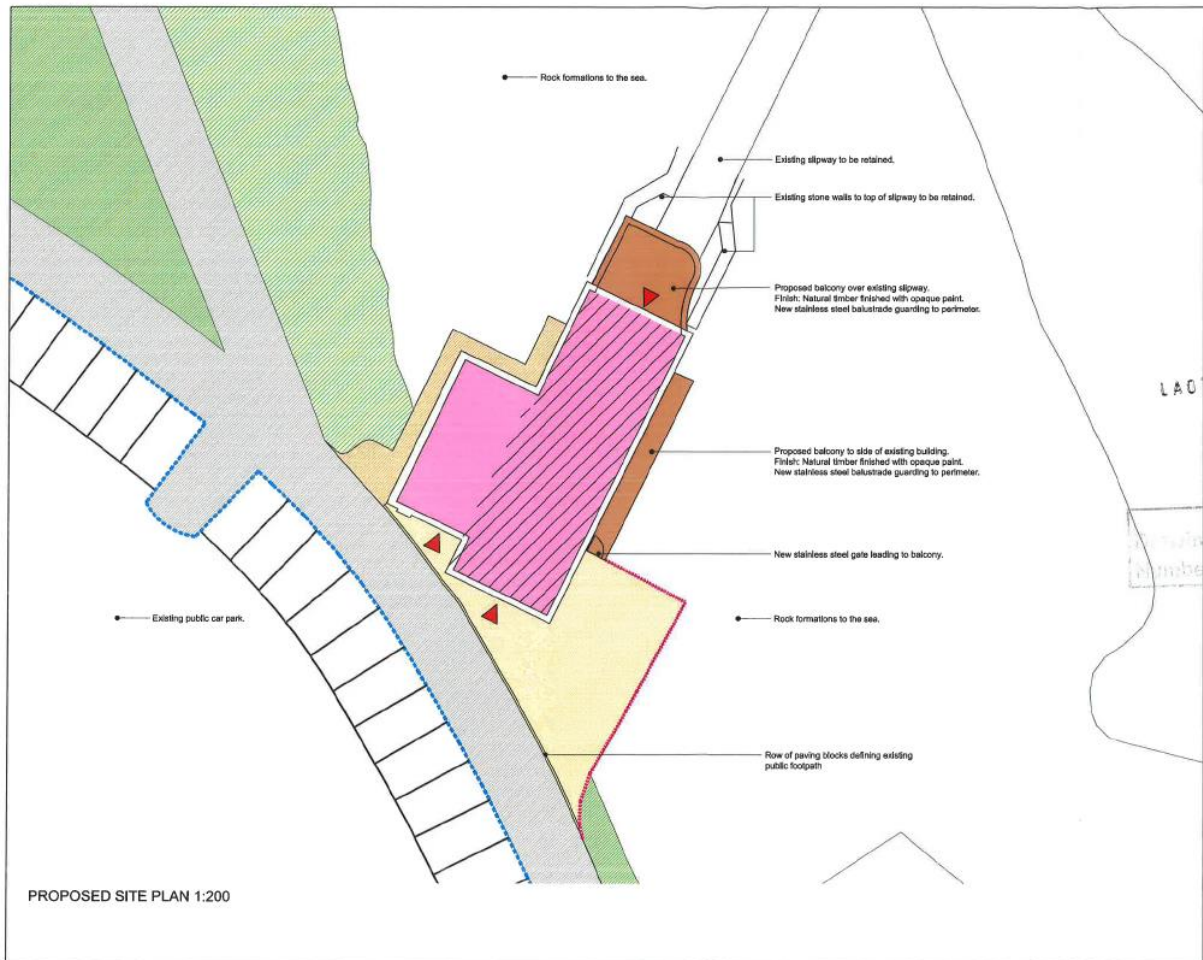 Rock formations to the sea.
Existing slipway to be retained.
Existing stone walls to top of slipway to be retained.
Proposed balcony over existing slipway.
Finish: Natural timber finished with opaque paint.
New stainless steel balustrade guarding to perimeter.
LAO
Proposed balcony to side of existing building.
Finish: Natural timber finished with opaque paint.
New stainless steel balustrade guarding to perimeter.
New stainless steel gate leading to balcony.
Existing public car park.
Rock formations to the sea.
Row of paving blocks defining existing
public footpath
PROPOSED SITE PLAN 1:200